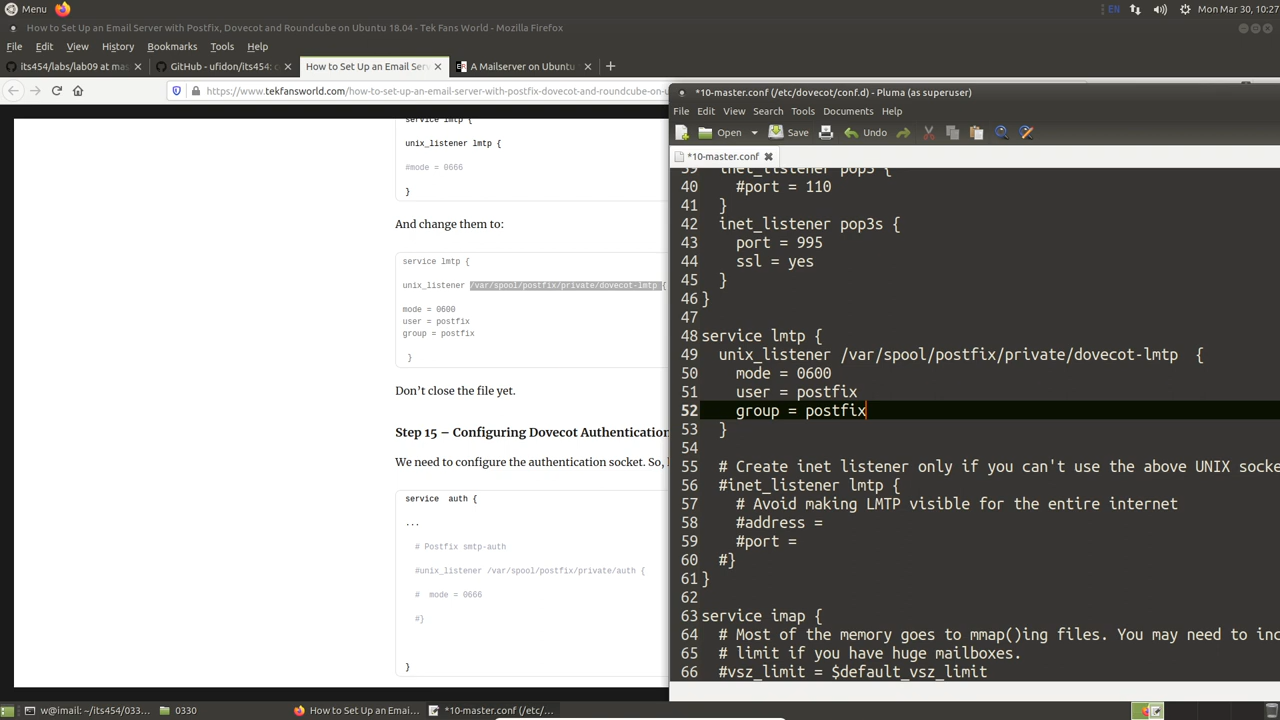 Menu
EN
Mon Mar 30, 10:27
How to Set Up an Email Server with Postfix, Dovecot and Roundcube on Ubuntu 18.04 - Tek Fans World - Mozilla Firefox
File Edit View History Bookmarks Tools Help
its454/labs/lab09 at mas
GitHub - ufidon/its454: c
How to Set Up an Email Se
A Mailserver on Ubuntu
https://www.tekfansworld.com/how-to-set-up-an-email-server-with-postfix-dovecot-and-roundcube-on-u
service lmtp {
unix_listener lmtp {
#mode = 0666
}
And change them to:
service lmtp {
unix_listener /var/spool/postfix/private/dovecot-lmtp {
mode = 0600
user = postfix
group = postfix
}
Don’t close the file yet.
Step 15 – Configuring Dovecot Authentication
We need to configure the authentication socket. So,
service auth {
...
# Postfix smtp-auth
#unix_listener /var/spool/postfix/private/auth {
# mode = 0666
#}
}
*10-master.conf (/etc/dovecot/conf.d) - Pluma (as superuser)
File Edit View Search Tools Documents Help
Open Save Undo
*10-master.conf
39 inet_listener pop3 {
40 #port = 110
41 }
42 inet_listener pop3s {
43 port = 995
44 ssl = yes
45 }
46 }
47
48 service lmtp {
49 unix_listener /var/spool/postfix/private/dovecot-lmtp {
50 mode = 0600
51 user = postfix
52 group = postfix
53 }
54
55 # Create inet listener only if you can't use the above UNIX socke
56 #inet_listener lmtp {
57 # Avoid making LMTP visible for the entire internet
58 #address =
59 #port =
60 #}
61 }
62
63 service imap {
64 # Most of the memory goes to mmap()ing files. You may need to inc
65 # limit if you have huge mailboxes.
66 #vsz_limit = $default_vsz_limit
w@imail: ~/its454/033...
0330
How to Set Up an Emai...
*10-master.conf (/etc/...